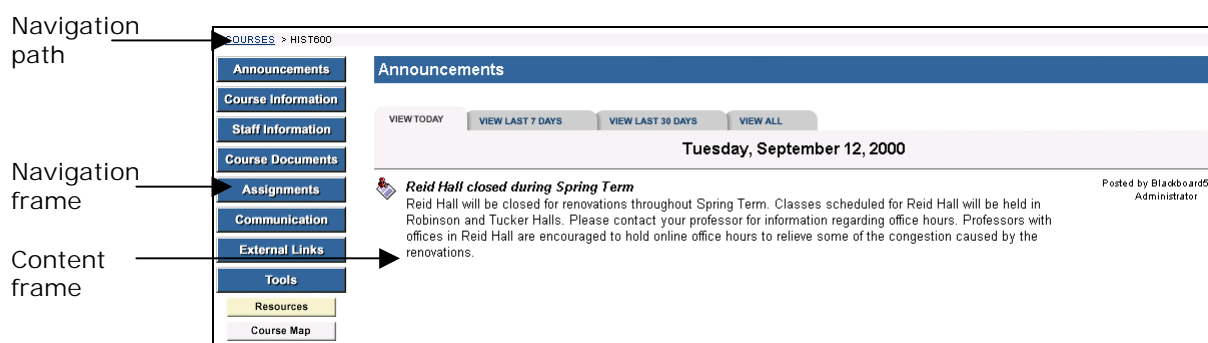 Navigation
path
COURSES > HIST600
Announcements
Course Information
Staff Information
Course Documents
Navigation
frame
Assignments
Communication
External Links
Content
frame
Tools
Resources
Course Map
Announcements
VIEW TODAY VIEW LAST 7 DAYS VIEW LAST 30 DAYS VIEW ALL
Tuesday, September 12, 2000
Reid Hall closed during Spring Term
Reid Hall will be closed for renovations throughout Spring Term. Classes scheduled for Reid Hall will be held in
Robinson and Tucker Halls. Please contact your professor for information regarding office hours. Professors with
offices in Reid Hall are encouraged to hold online office hours to relieve some of the congestion caused by the
renovations.
Posted by Blackboard5
Administrator